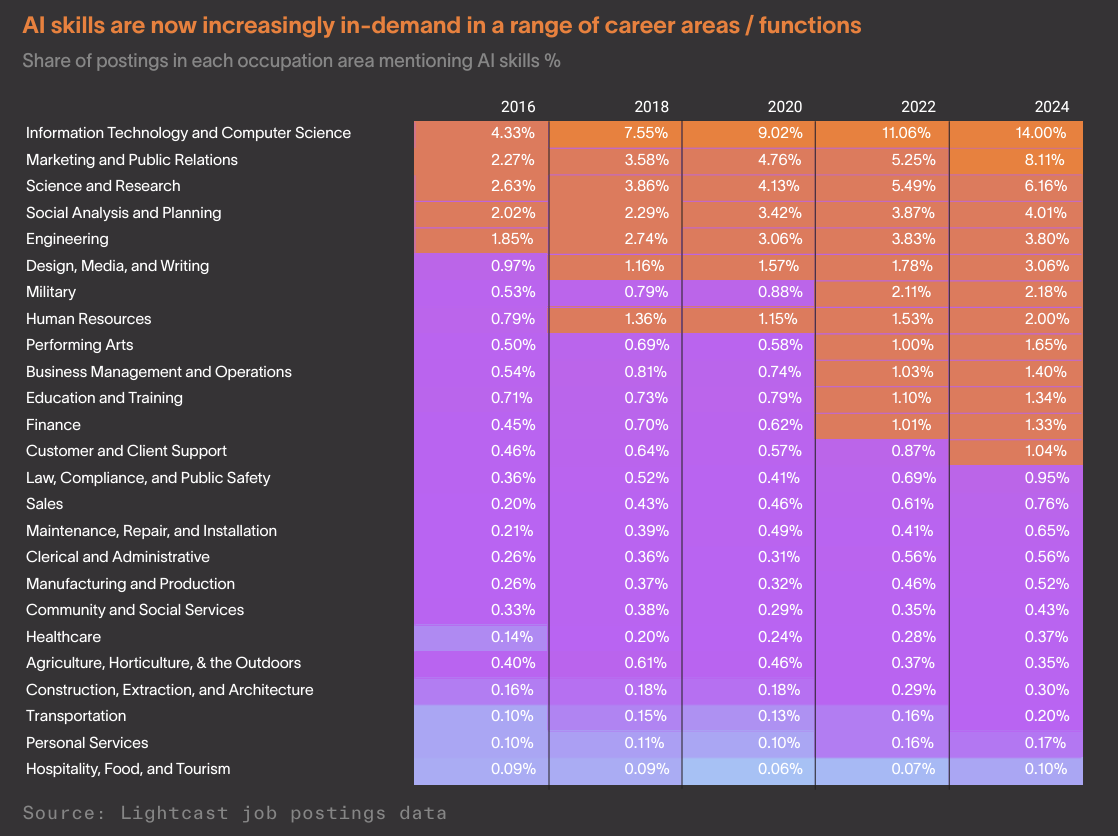 AI skills are now increasingly in-demand in a range of career areas / functions
Share of postings in each occupation area mentioning AI skills %
2016 2018 2020 2022 2024
Information Technology and Computer Science 4.33% 7.55% 9.02% 11.06% 14.00%
Marketing and Public Relations 2.27% 3.58% 4.76% 5.25% 8.11%
Science and Research 2.63% 3.86% 4.13% 5.49% 6.16%
Social Analysis and Planning 2.02% 2.29% 3.42% 3.87% 4.01%
Engineering 1.85% 2.74% 3.06% 3.83% 3.80%
Design, Media, and Writing 0.97% 1.16% 1.57% 1.78% 3.06%
Military 0.53% 0.79% 0.88% 2.11% 2.18%
Human Resources 0.79% 1.36% 1.15% 1.53% 2.00%
Performing Arts 0.50% 0.69% 0.58% 1.00% 1.65%
Business Management and Operations 0.54% 0.81% 0.74% 1.03% 1.40%
Education and Training 0.71% 0.73% 0.79% 1.10% 1.34%
Finance 0.45% 0.70% 0.62% 1.01% 1.33%
Customer and Client Support 0.46% 0.64% 0.57% 0.87% 1.04%
Law, Compliance, and Public Safety 0.36% 0.52% 0.41% 0.69% 0.95%
Sales 0.20% 0.43% 0.46% 0.61% 0.76%
Maintenance, Repair, and Installation 0.21% 0.39% 0.49% 0.41% 0.65%
Clerical and Administrative 0.26% 0.36% 0.31% 0.56% 0.56%
Manufacturing and Production 0.26% 0.37% 0.32% 0.46% 0.52%
Community and Social Services 0.33% 0.38% 0.29% 0.35% 0.43%
Healthcare 0.14% 0.20% 0.24% 0.28% 0.37%
Agriculture, Horticulture, & the Outdoors 0.40% 0.61% 0.46% 0.37% 0.35%
Construction, Extraction, and Architecture 0.16% 0.18% 0.18% 0.29% 0.30%
Transportation 0.10% 0.15% 0.13% 0.16% 0.20%
Personal Services 0.10% 0.11% 0.10% 0.16% 0.17%
Hospitality, Food, and Tourism 0.09% 0.09% 0.06% 0.07% 0.10%
Source: Lightcast job postings data